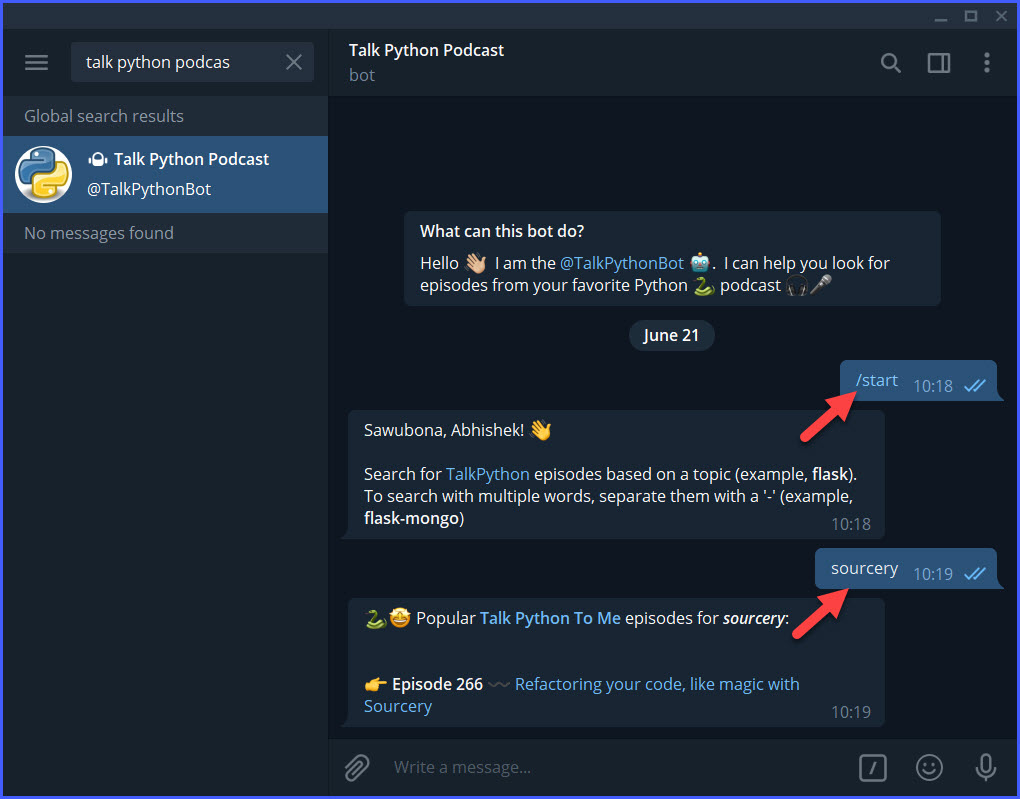 talk python podcas
Talk Python Podcast
bot
Global search results
Talk Python Podcast
@TalkPythonBot
No messages found
What can this bot do?
Hello 👋🏼 I am the @TalkPythonBot 🤖. I can help you look for
episodes from your favorite Python 🐍 podcast 🎧🎤
June 21
/start 10:18
Sawubona, Abhishek! 👋
Search for TalkPython episodes based on a topic (example, flask).
To search with multiple words, separate them with a '-' (example,
flask-mongo)
10:18
sourcery 10:19
🐍🤩 Popular Talk Python To Me episodes for sourcery:
👉 Episode 266 〰️ Refactoring your code, like magic with
Sourcery
10:19
Write a message...